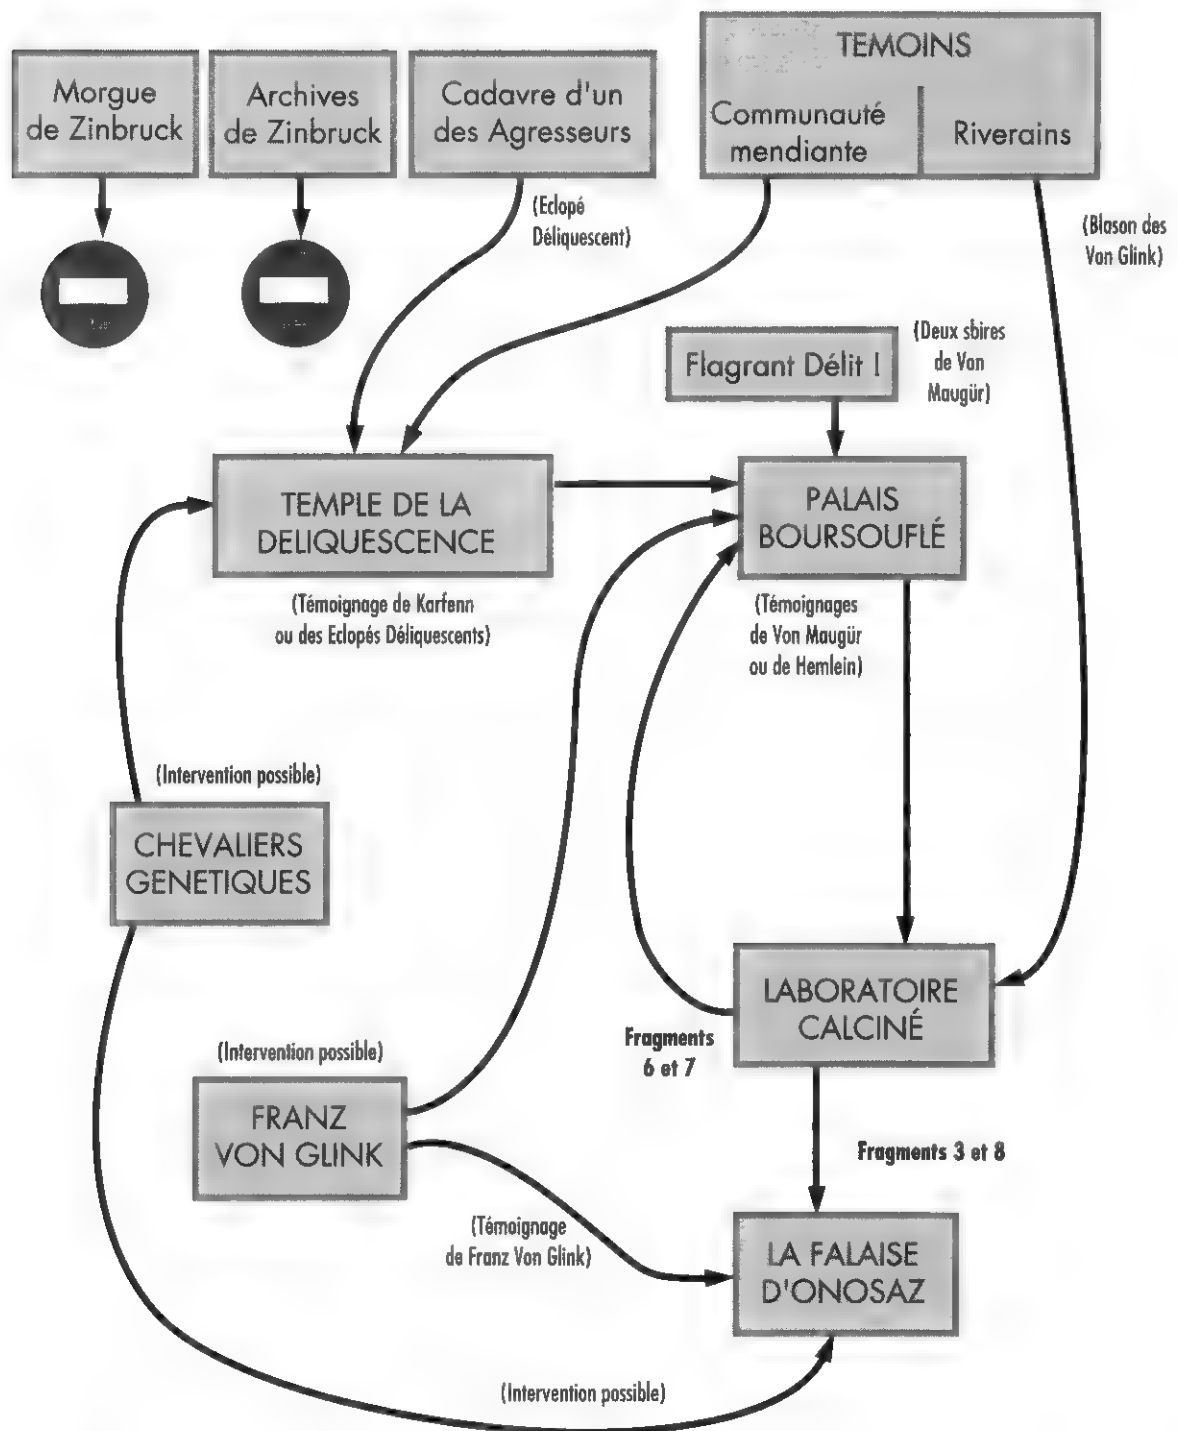 TEMOINS
Communauté
mendiante
Riverains
Morgue
de Zinbruck
Archives
de Zinbruck
Cadavre d'un
des Agresseurs
(Eclopé
Déliquescent)
(Blason des
Von Glink)
Flagrant Délit !
(Deux sbires
de Von
Maugür)
TEMPLE DE LA
DELIQUESCENCE
PALAIS
BOURSOUFLÉ
(Témoignage de Karfenn
ou des Eclopés Déliquescents)
(Témoignages
de Von Maugür
ou de Hemlein)
(Intervention possible)
CHEVALIERS
GENETIQUES
LABORATOIRE
CALCINÉ
Fragments
6 et 7
(Intervention possible)
FRANZ
VON GLINK
Fragments 3 et 8
(Témoignage
de Franz Von Glink)
LA FALAISE
D'ONOSAZ
(Intervention possible)